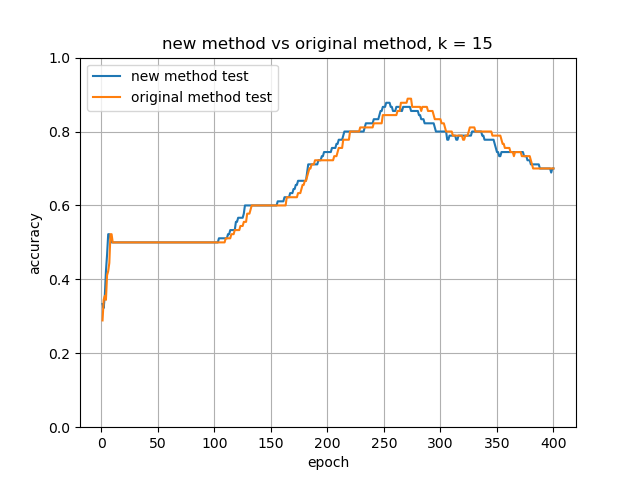 new method vs original method, k = 15
new method test
original method test
1.0
0.8
0.6
0.4
0.2
0.0
accuracy
0 50 100 150 200 250 300 350 400
epoch